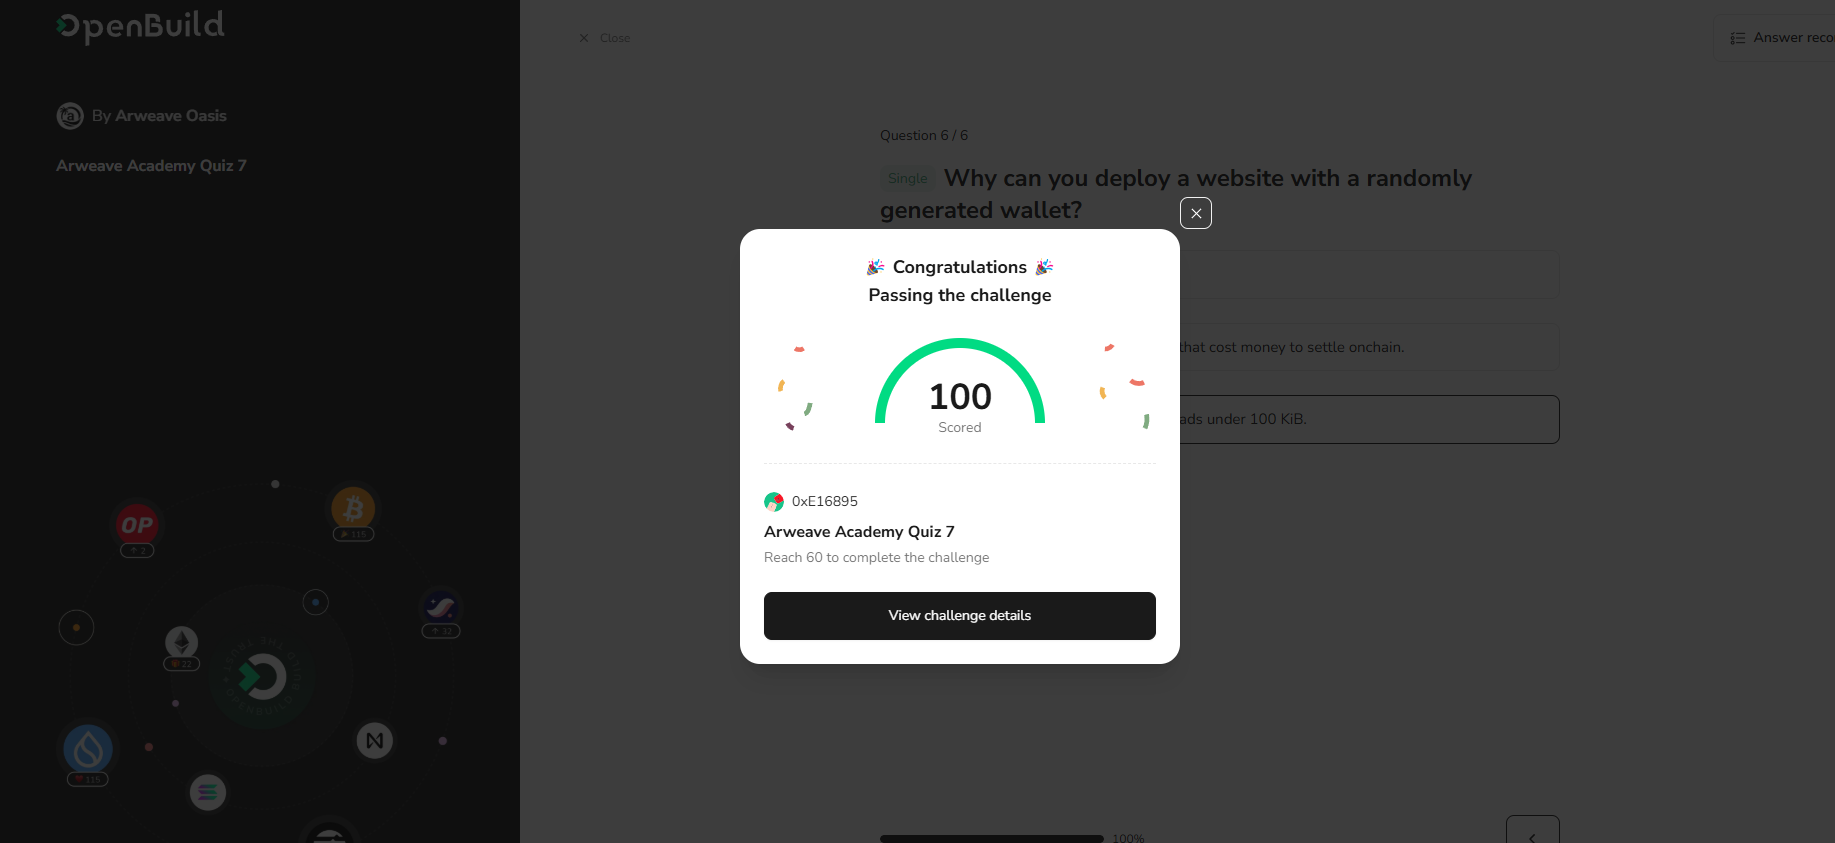 OpenBuild
By Arweave Oasis
Arweave Academy Quiz 7
OP
2
115
32
22
115
Close
Answer reco
Question 6 / 6
Single Why can you deploy a website with a randomly
generated wallet?
that cost money to settle onchain.
ads under 100 KiB.
Congratulations
Passing the challenge
100
Scored
0xE16895
Arweave Academy Quiz 7
Reach 60 to complete the challenge
View challenge details
100%